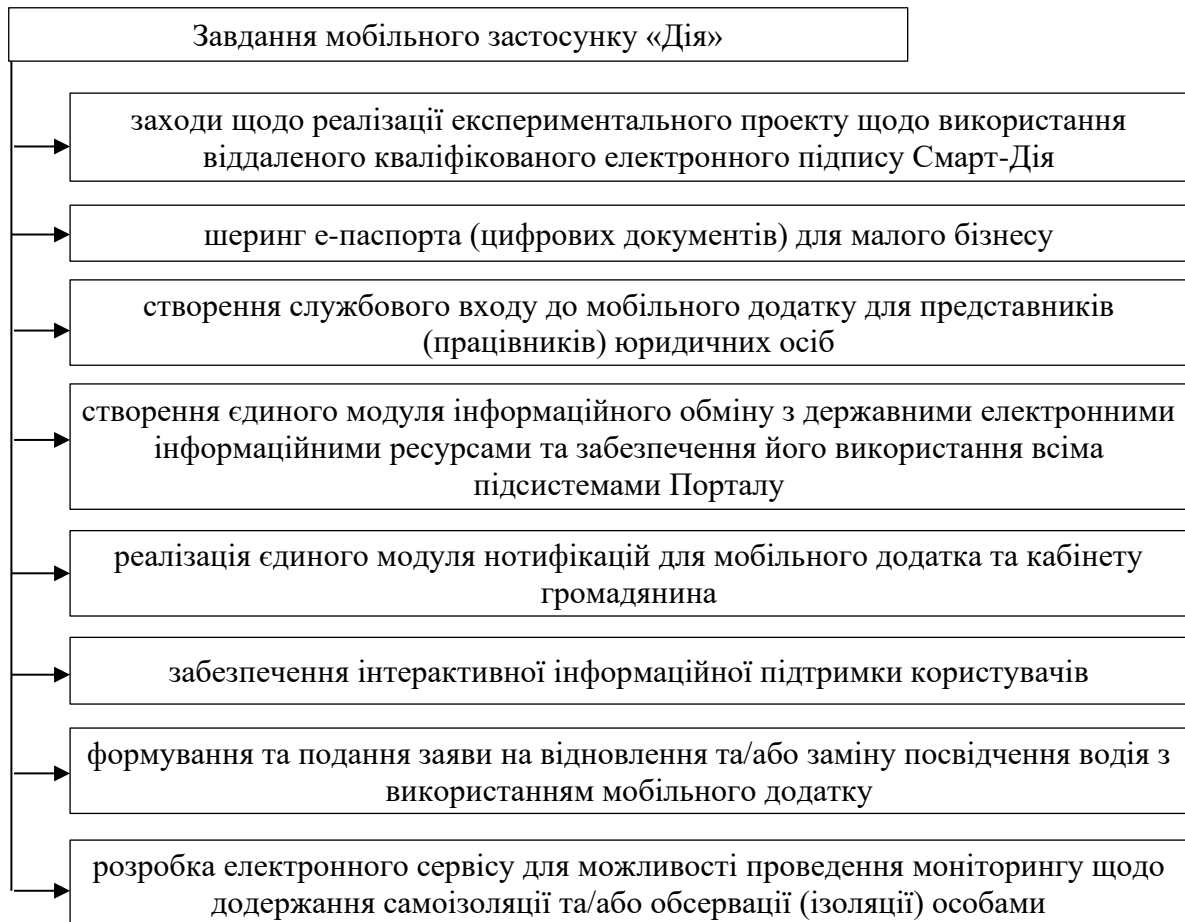 Завдання мобільного застосунку «Дія»
заходи щодо реалізації експериментального проекту щодо використання
віддаленого кваліфікованого електронного підпису Смарт-Дія
шеринг е-паспорта (цифрових документів) для малого бізнесу
створення службового входу до мобільного додатку для представників
(працівників) юридичних осіб
створення єдиного модуля інформаційного обміну з державними електронними
інформаційними ресурсами та забезпечення його використання всіма
підсистемами Порталу
реалізація єдиного модуля нотифікацій для мобільного додатка та кабінету
громадянина
забезпечення інтерактивної інформаційної підтримки користувачів
формування та подання заяви на відновлення та/або заміну посвідчення водія з
використанням мобільного додатку
розробка електронного сервісу для можливості проведення моніторингу щодо
додержання самоізоляції та/або обсервації (ізоляції) особами